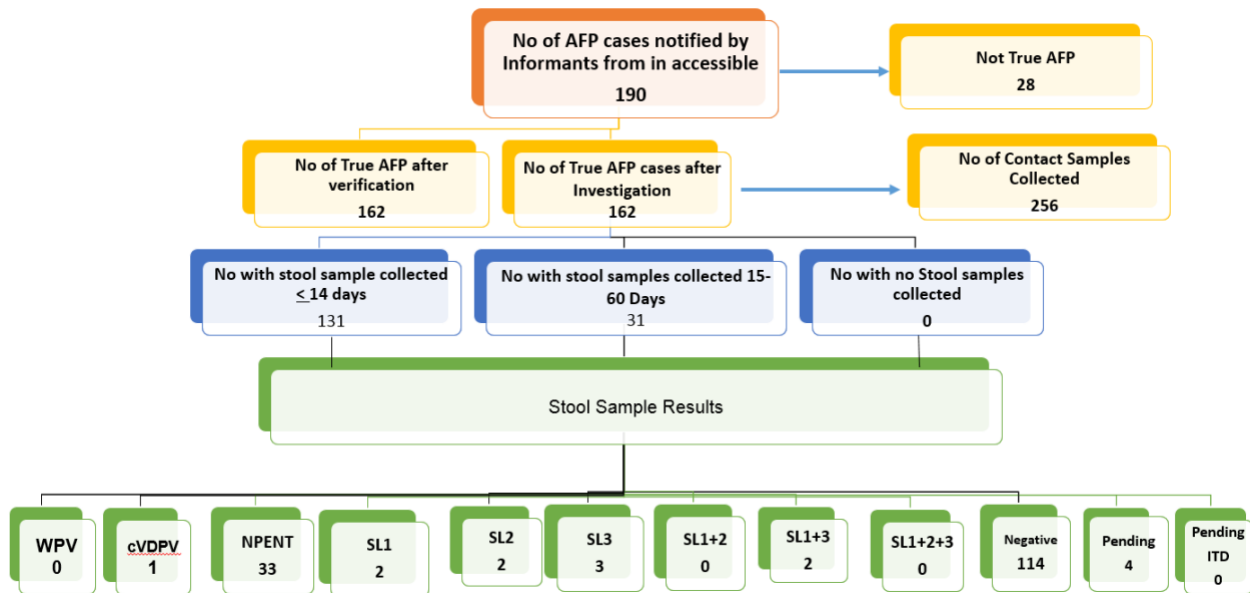 No of AFP cases notified by
Informants from in accessible
190
Not True AFP
28
No of True AFP after
verification
162
No of True AFP cases after
Investigation
162
No of Contact Samples
Collected
256
No with stool sample collected
< 14 days
131
No with stool samples collected 15-
60 Days
31
No with no Stool samples
collected
0
Stool Sample Results
WPV
0
cVDPV
1
NPENT
33
SL1
2
SL2
2
SL3
3
SL1+2
0
SL1+3
2
SL1+2+3
0
Negative
114
Pending
4
Pending
ITD
0